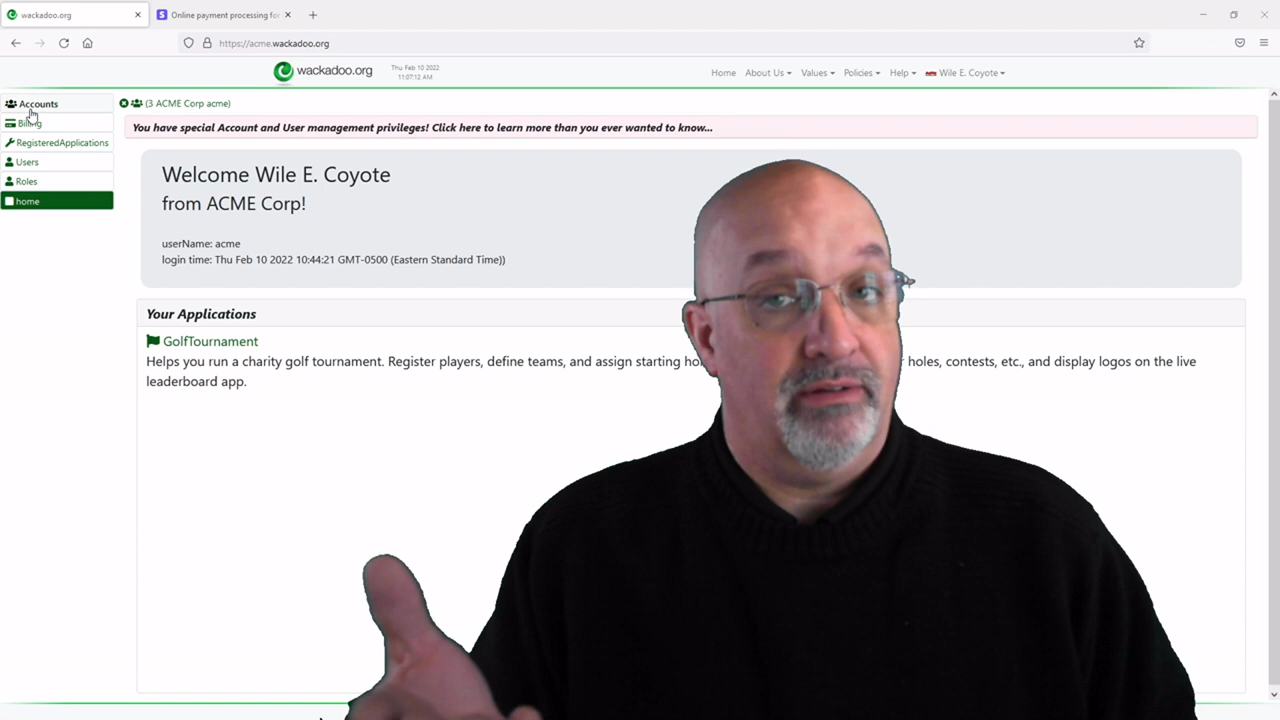 wackadoo.org
Online payment processing fo
https://acme.wackadoo.org
wackadoo.org
Thu Feb 10 2022
11:07:12 AM
Home
About Us
Values
Policies
Help
Wile E. Coyote
Accounts
Billing
RegisteredApplications
Users
Roles
home
(3 ACME Corp acme)
You have special Account and User management privileges! Click here to learn more than you ever wanted to know...
Welcome Wile E. Coyote
from ACME Corp!
userName: acme
login time: Thu Feb 10 2022 10:44:21 GMT-0500 (Eastern Standard Time))
Your Applications
GolfTournament
Helps you run a charity golf tournament. Register players, define teams, and assign starting ho holes, contests, etc., and display logos on the live
leaderboard app.